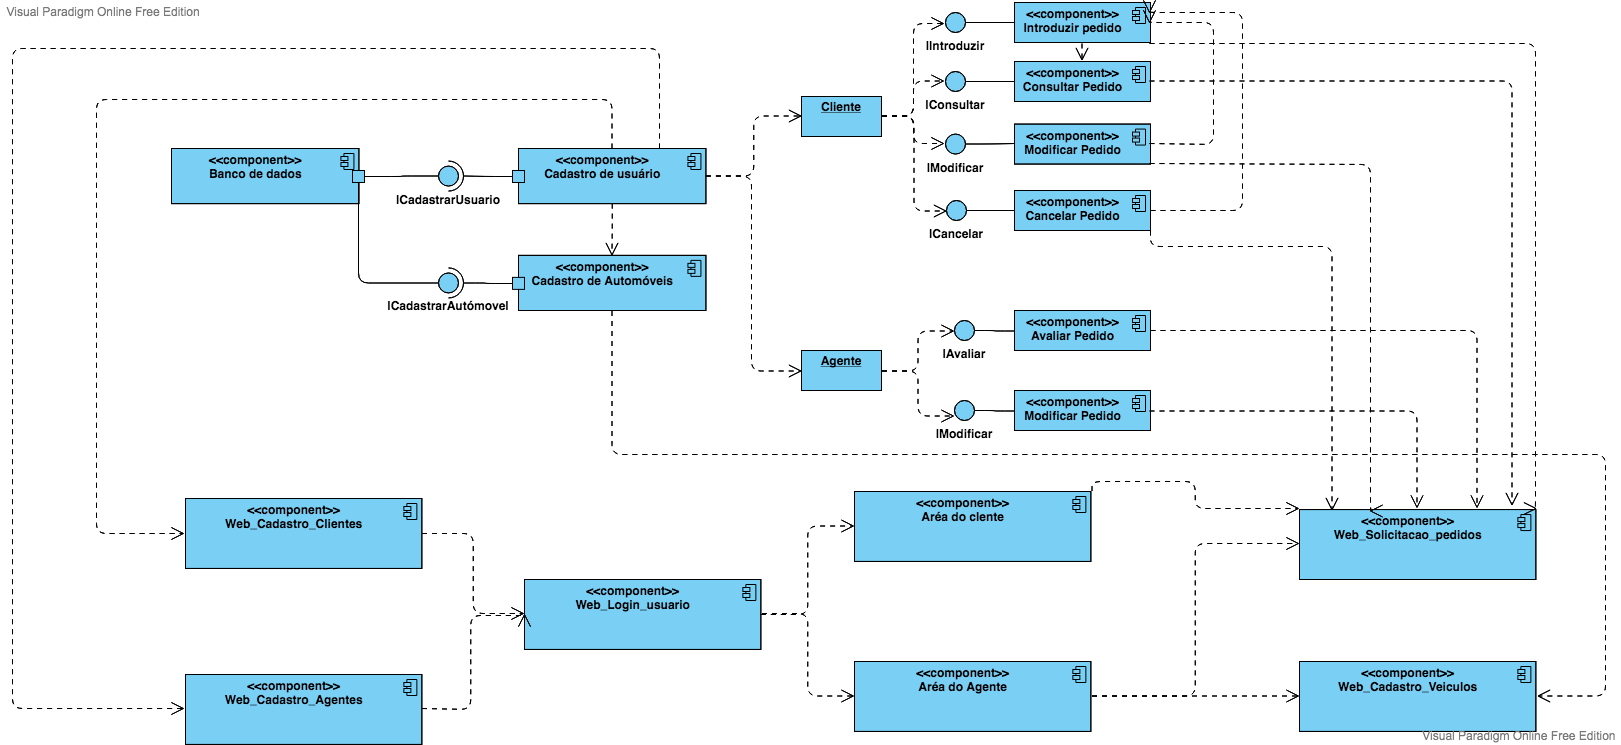 Visual Paradigm Online Free Edition
<<component>>
Introduzir pedido
IIntroduzir
<<component>>
Consultar Pedido
IConsultar
Cliente
<<component>>
Modificar Pedido
IModificar
<<component>>
Banco de dados
ICadastrarUsuario
<<component>>
Cadastro de usuário
<<component>>
Cancelar Pedido
ICancelar
<<component>>
Cadastro de Automóveis
ICadastrarAutómovel
<<component>>
Avaliar Pedido
IAvaliar
Agente
<<component>>
Modificar Pedido
IModificar
<<component>>
Web_Cadastro_Clientes
<<component>>
Aréa do clente
<<component>>
Web_Solicitacao_pedidos
<<component>>
Web_Login_usuario
<<component>>
Web_Cadastro_Agentes
<<component>>
Aréa do Agente
<<component>>
Web_Cadastro_Veiculos
Visual Paradigm Online Free Edition